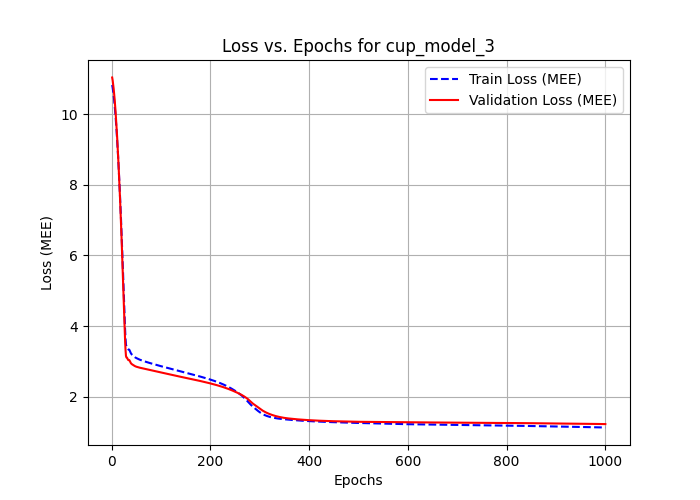 Loss vs. Epochs for cup_model_3
Train Loss (MEE)
Validation Loss (MEE)
Loss (MEE)
10
8
6
4
2
0 200 400 600 800 1000
Epochs